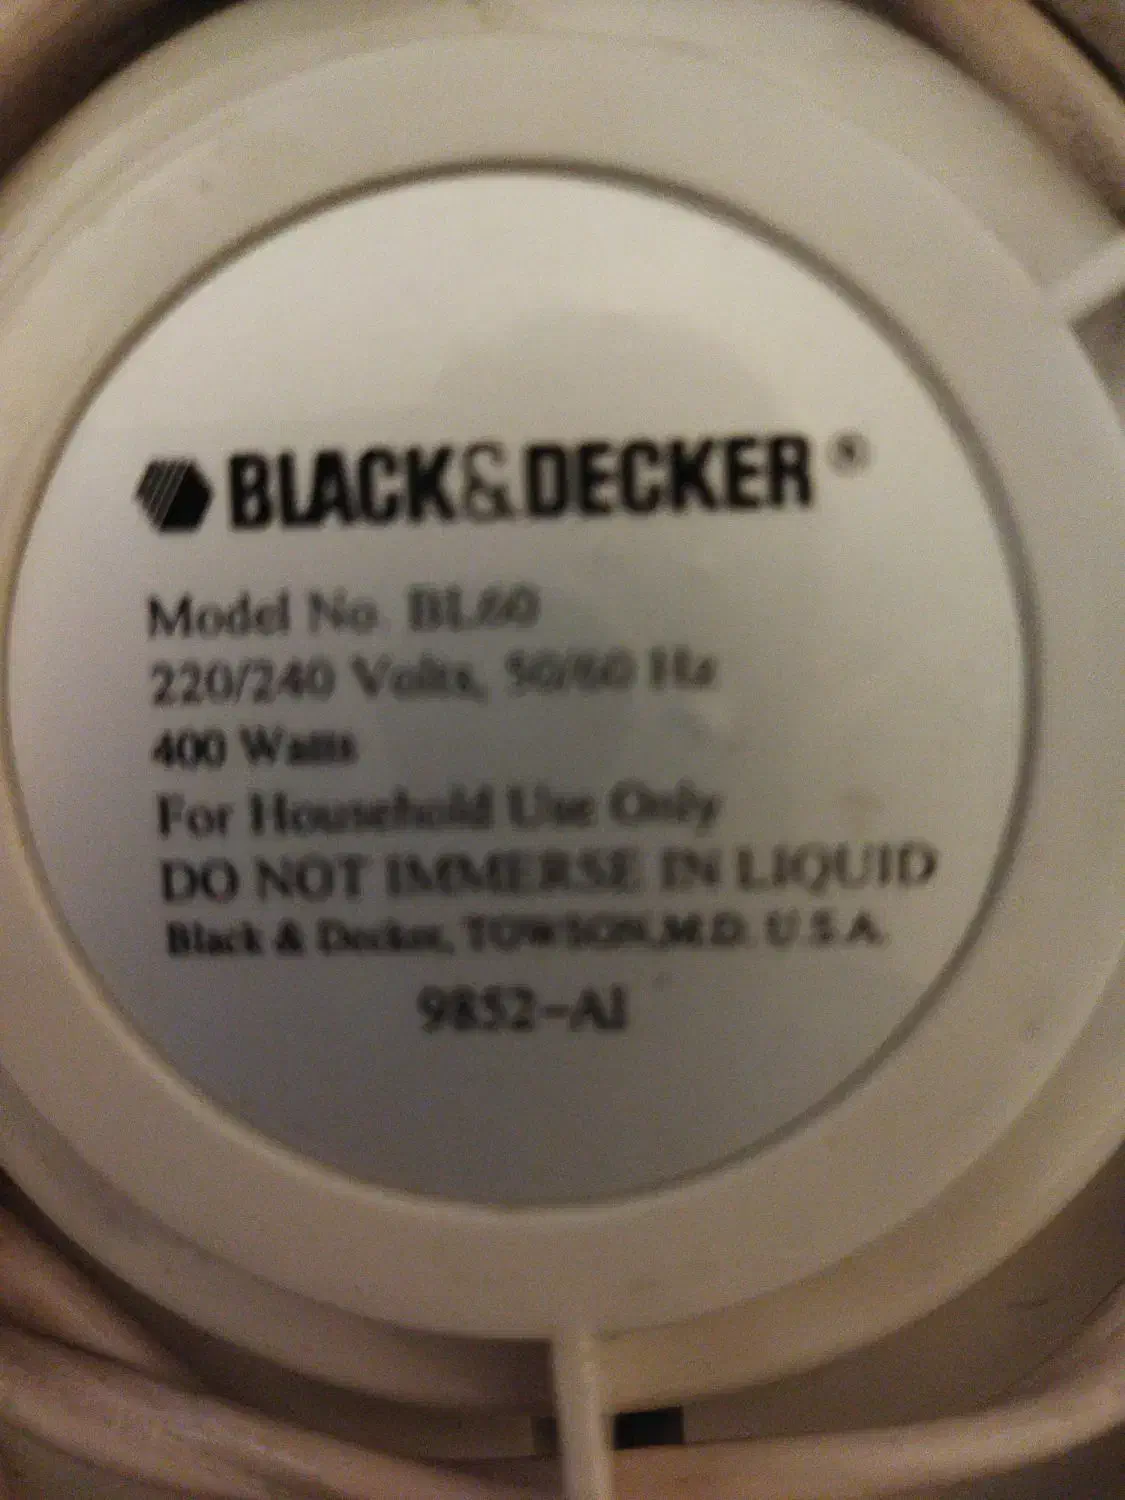 BLACK&DECKER®
Model No. BL60
220/240 Volts, 50/60 Hz
400 Watts
For Household Use Only
DO NOT IMMERSE IN LIQUID
Black & Decker, TOWSON,M.D. U.S.A.
9852-A1